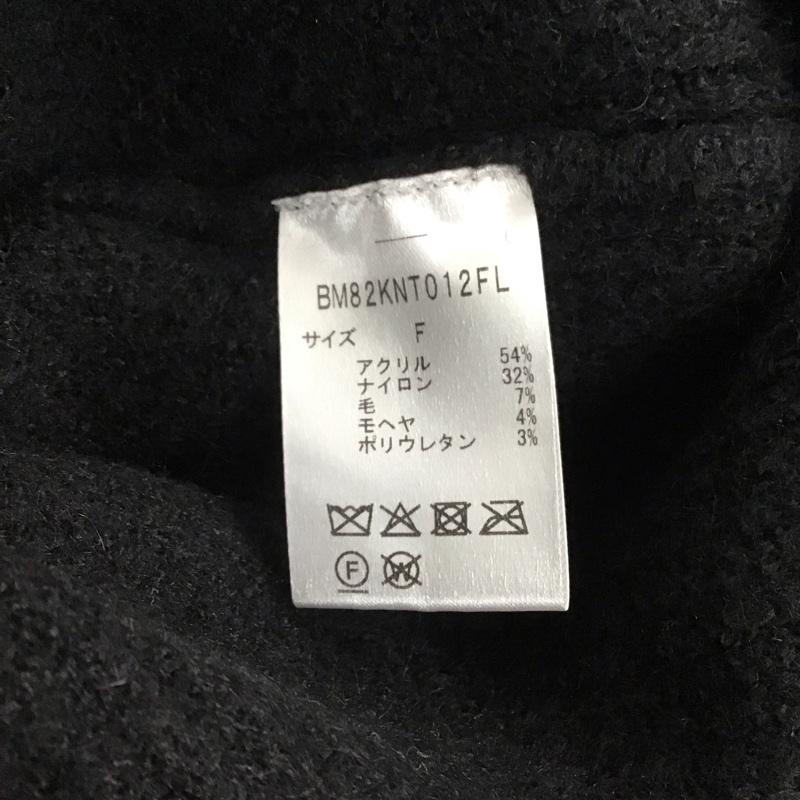 BM82KNT012FL
サイズ F
アクリル 54%
ナイロン 32%
毛 7%
モヘヤ 4%
ポリウレタン 3%
F W